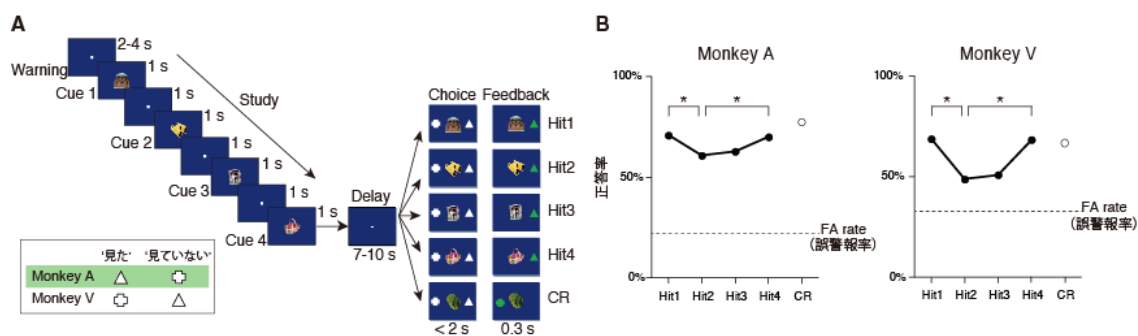 A
Warning
2-4 s
Cue 1
1 s
1 s
Study
Cue 2
1 s
1 s
Cue 3
1 s
1 s
Cue 4
1 s
Delay
7-10 s
Choice
Feedback
Hit1
Hit2
Hit3
Hit4
CR
< 2 s
0.3 s
"見た" "見ていない"
Monkey A
Monkey V
B
Monkey A
正答率
100%
50%
0%
* *
FA rate
(誤警報率)
Hit1 Hit2 Hit3 Hit4 CR
Monkey V
100%
50%
0%
* *
FA rate
(誤警報率)
Hit1 Hit2 Hit3 Hit4 CR